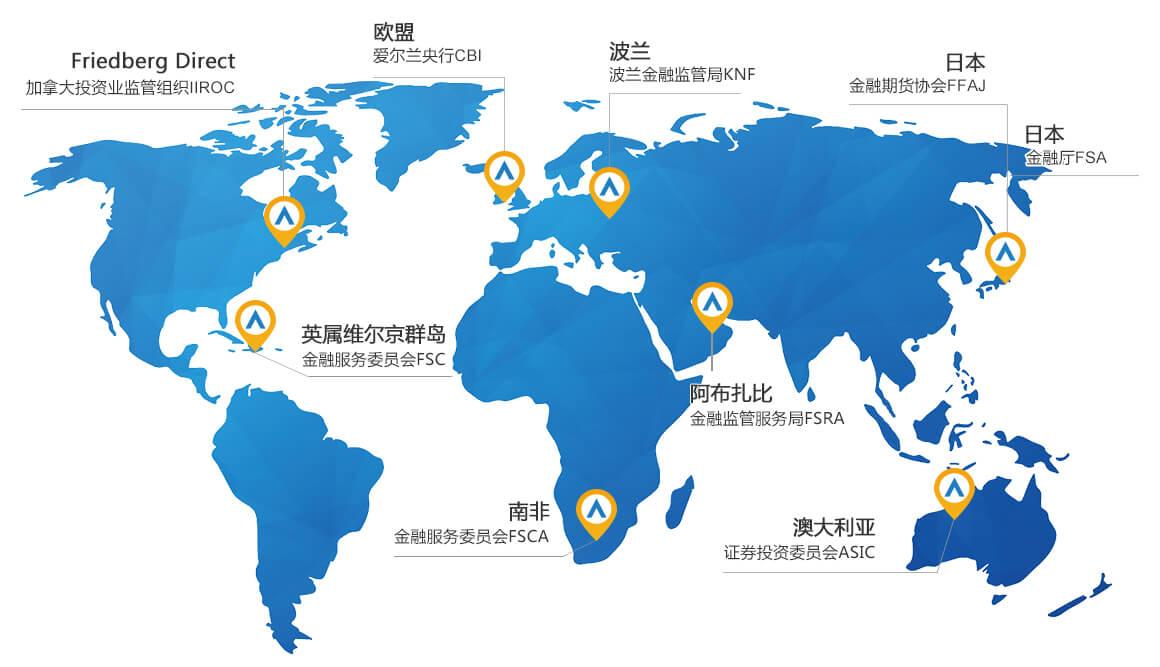 欧盟
爱尔兰央行CBI
Friedberg Direct
加拿大投资业监管组织IIROC
波兰
波兰金融监管局KNF
日本
金融期货协会FFAJ
日本
金融厅FSA
英属维尔京群岛
金融服务委员会FSC
阿布扎比
金融监管服务局FSRA
南非
金融服务委员会FSCA
澳大利亚
证券投资委员会ASIC